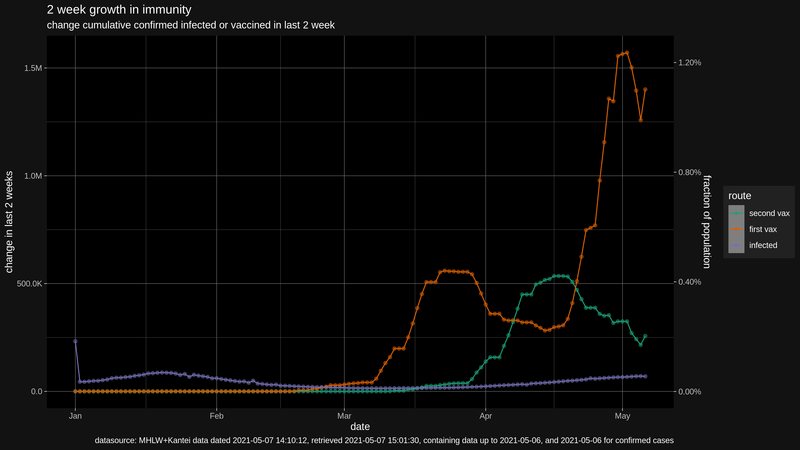 2 week growth in immunity
change cumulative confirmed infected or vaccined in last 2 week
1.5M
1.0M
500.0K
0.0
change in last 2 weeks
1.20%
0.80%
0.40%
0.00%
fraction of population
route
second vax
first vax
infected
Jan Feb Mar Apr May
date
datasource: MHLW+Kantei data dated 2021-05-07 14:10:12, retrieved 2021-05-07 15:01:30, containing data up to 2021-05-06, and 2021-05-06 for confirmed cases